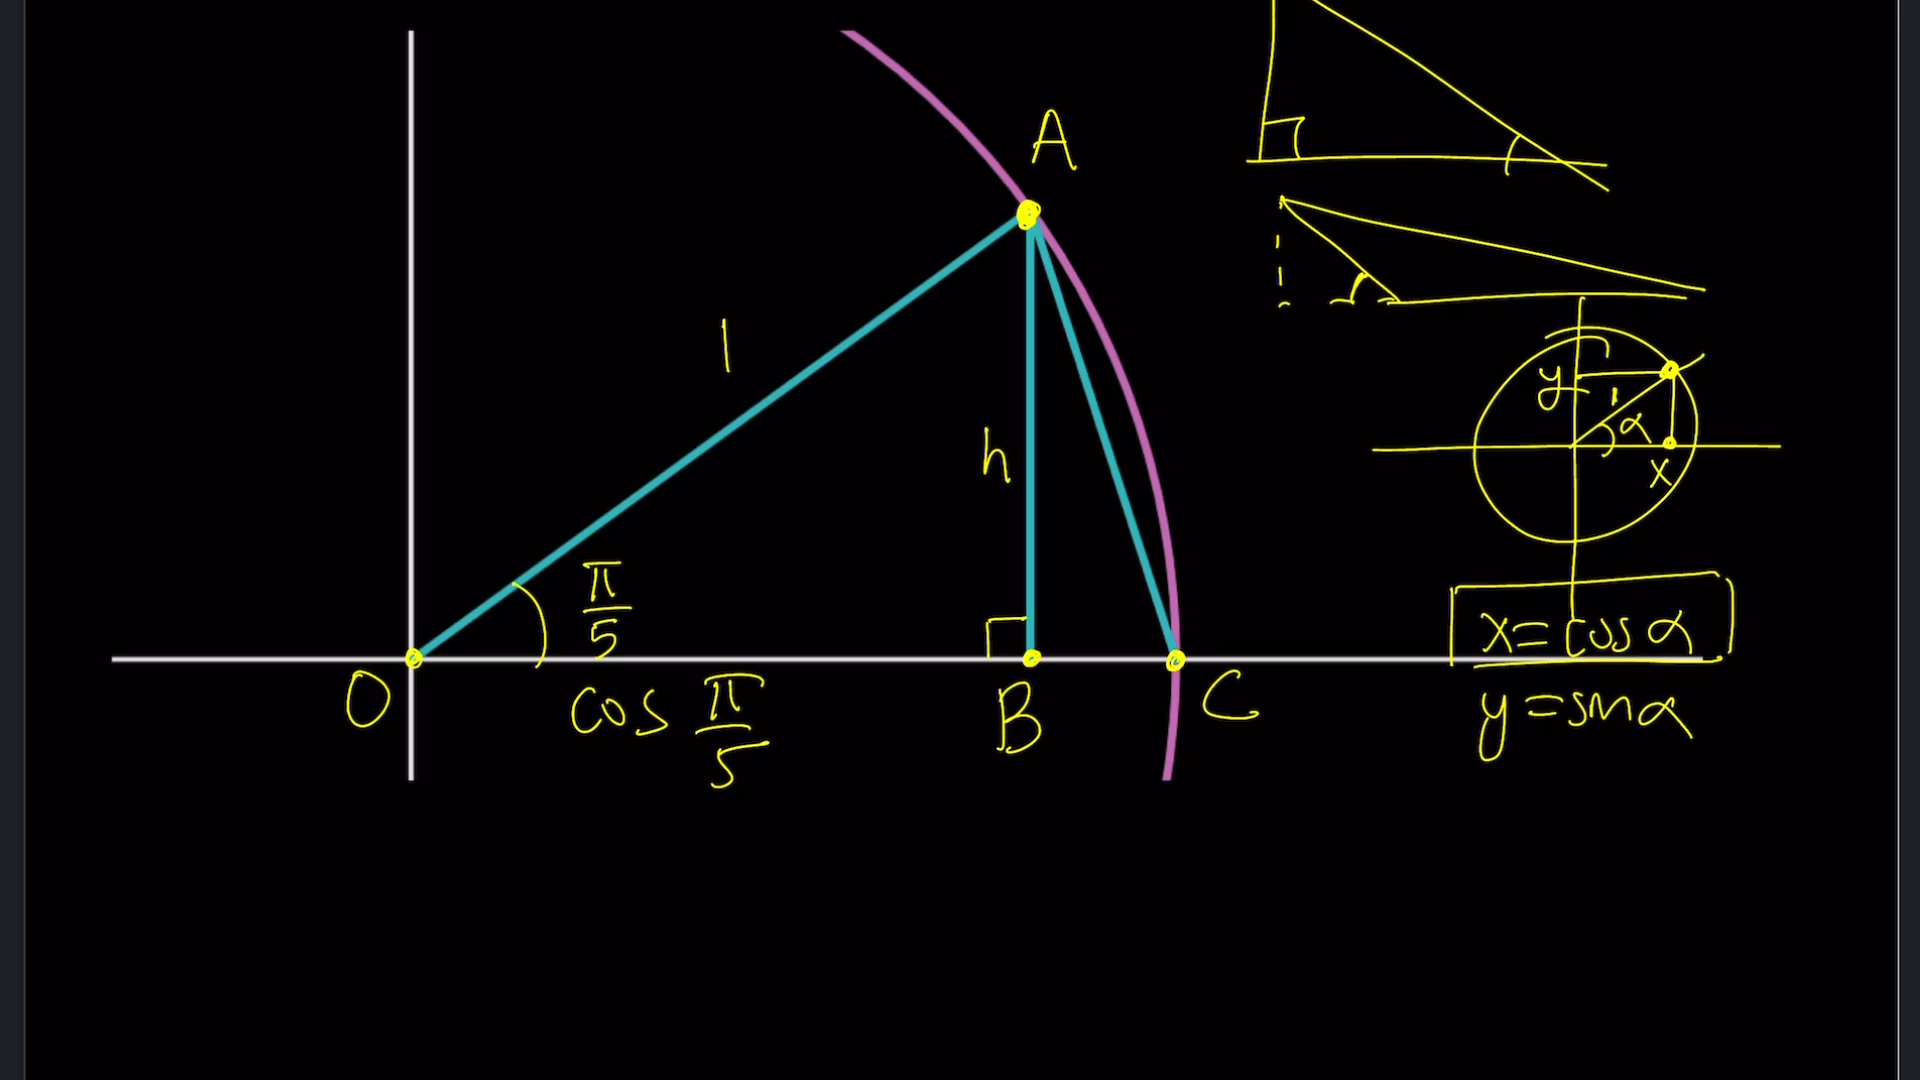 A
1
h
π/5
O
cos π/5
B
C
y
1
α
x
x = cos α
y = sin α